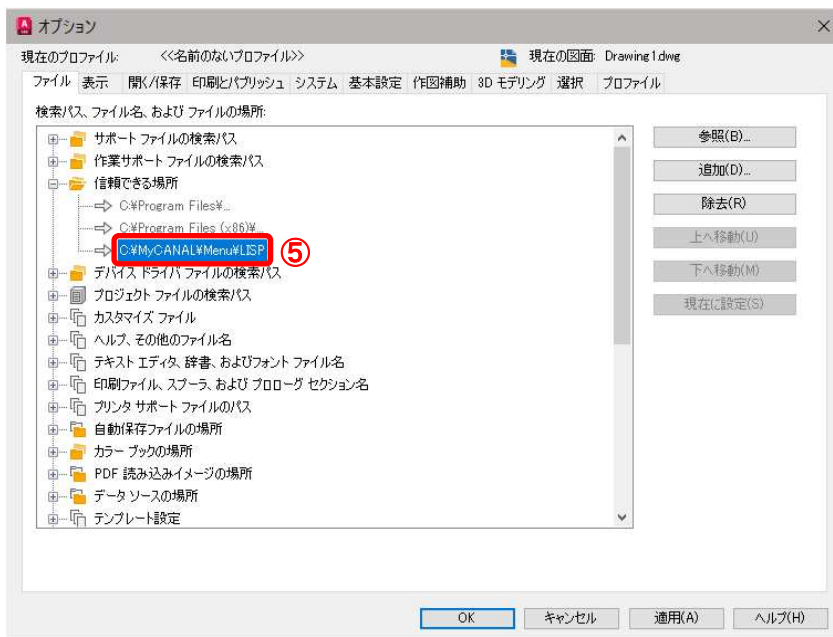 オプション
現在のプロファイル: <<名前のないプロファイル>> 現在の図面: Drawing1.dwg
ファイル 表示 開く/保存 印刷とパブリッシュ システム 基本設定 作図補助 3D モデリング 選択 プロファイル
検索パス、ファイル名、および ファイルの場所:
サポート ファイルの検索パス
作業サポート ファイルの検索パス
信頼できる場所
C:¥Program Files¥...
C:¥Program Files (x86)¥...
C:¥MyCANAL¥Menu¥LISP ⑤
デバイス ドライバ ファイルの検索パス
プロジェクト ファイルの検索パス
カスタマイズ ファイル
ヘルプ、その他のファイル名
テキスト エディタ、辞書、およびフォント ファイル名
印刷ファイル、スプーラ、および プロローグ セクション名
プリンタ サポート ファイルのパス
自動保存ファイルの場所
カラー ブックの場所
PDF 読み込みイメージの場所
データ ソースの場所
テンプレート設定
参照(B)...
追加(D)...
除去(R)
上へ移動(U)
下へ移動(M)
現在に設定(S)
OK キャンセル 適用(A) ヘルプ(H)